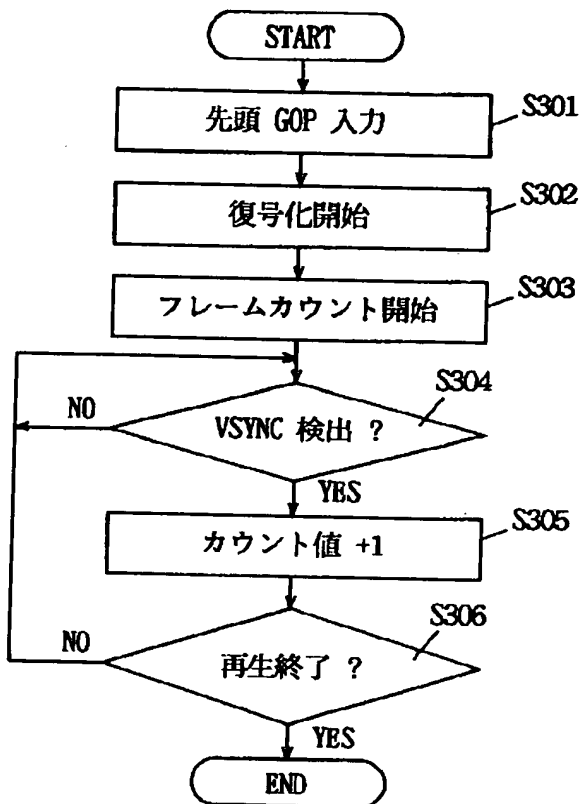 START
先頭 GOP 入力
S301
復号化開始
S302
フレームカウント開始
S303
VSYNC 検出 ?
S304
NO
YES
カウント値 +1
S305
再生終了 ?
S306
NO
YES
END